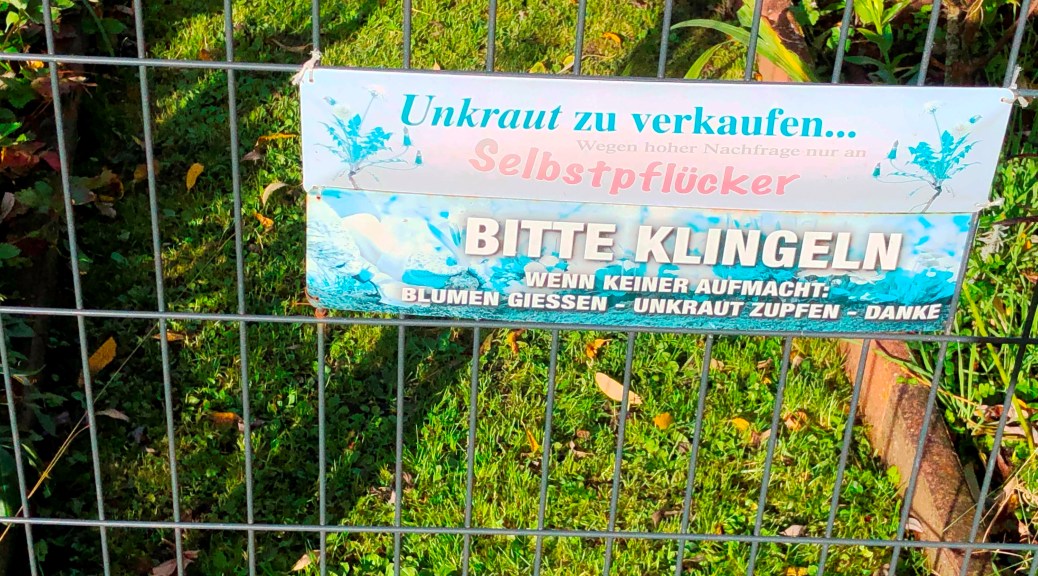 Unkraut zu verkaufen...
Wegen hoher Nachfrage nur an
Selbstpflücker
BITTE KLINGELN
WENN KEINER AUFMACHT:
BLUMEN GIESSEN - UNKRAUT ZUPFEN - DANKE